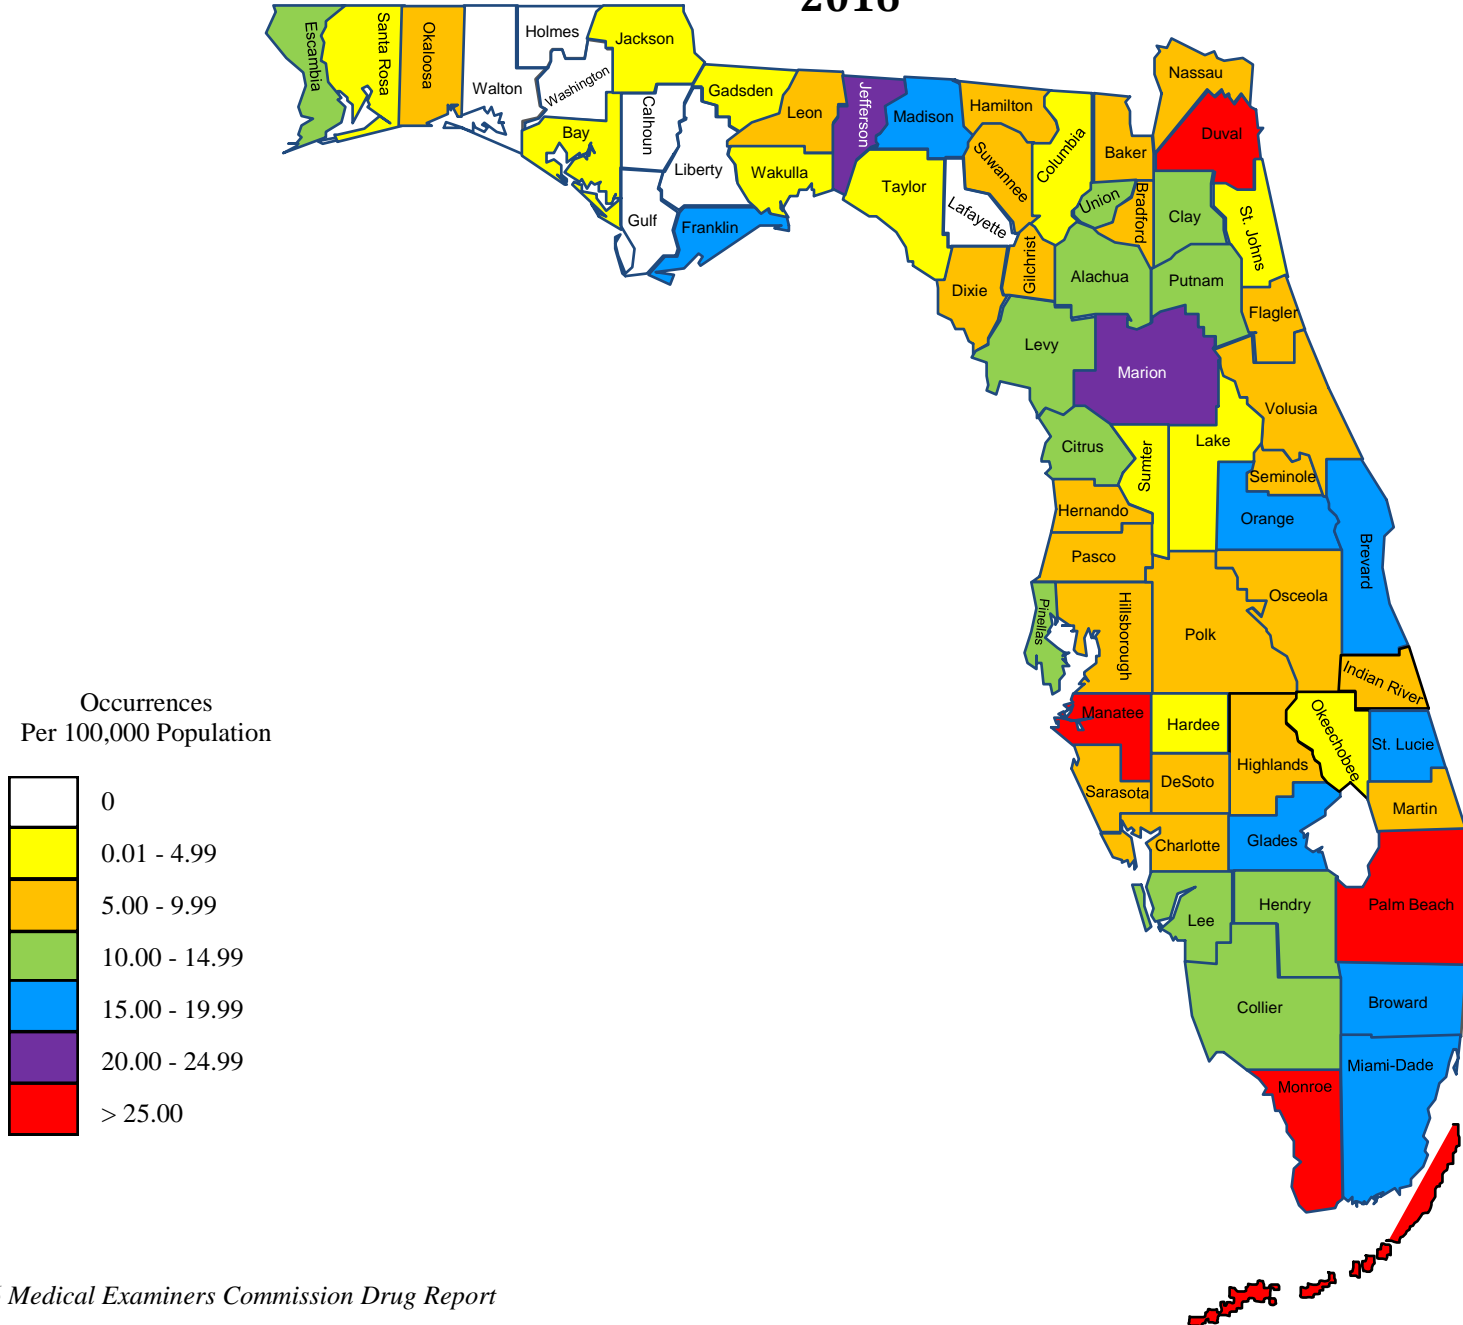 2016
Escambia
Santa Rosa
Okaloosa
Walton
Holmes
Washington
Jackson
Bay
Calhoun
Gulf
Liberty
Gadsden
Franklin
Leon
Wakulla
Jefferson
Madison
Taylor
Hamilton
Suwannee
Lafayette
Columbia
Baker
Nassau
Duval
Union
Bradford
Clay
St. Johns
Dixie
Gilchrist
Alachua
Putnam
Flagler
Levy
Marion
Volusia
Citrus
Sumter
Lake
Seminole
Hernando
Orange
Brevard
Pasco
Pinellas
Hillsborough
Polk
Osceola
Indian River
Manatee
Hardee
Highlands
Okeechobee
St. Lucie
Sarasota
DeSoto
Martin
Charlotte
Glades
Lee
Hendry
Palm Beach
Collier
Broward
Monroe
Miami-Dade
Occurrences
Per 100,000 Population
0
0.01 - 4.99
5.00 - 9.99
10.00 - 14.99
15.00 - 19.99
20.00 - 24.99
> 25.00
Medical Examiners Commission Drug Report